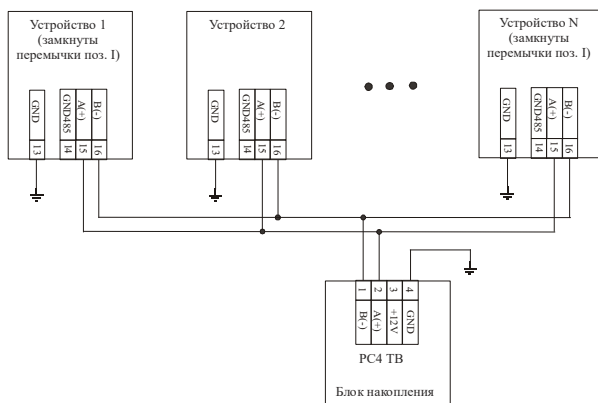 Устройство 1
(замкнуты
перемычки поз. I)
GND
GND485
A(+)
B(-)
13
14
15
16
Устройство 2
GND
GND485
A(+)
B(-)
13
14
15
16
Устройство N
(замкнуты
перемычки поз. I)
GND
GND485
A(+)
B(-)
13
14
15
16
1
2
3
4
B(-)
A(+)
+12V
GND
PC4 TB
Блок накопления